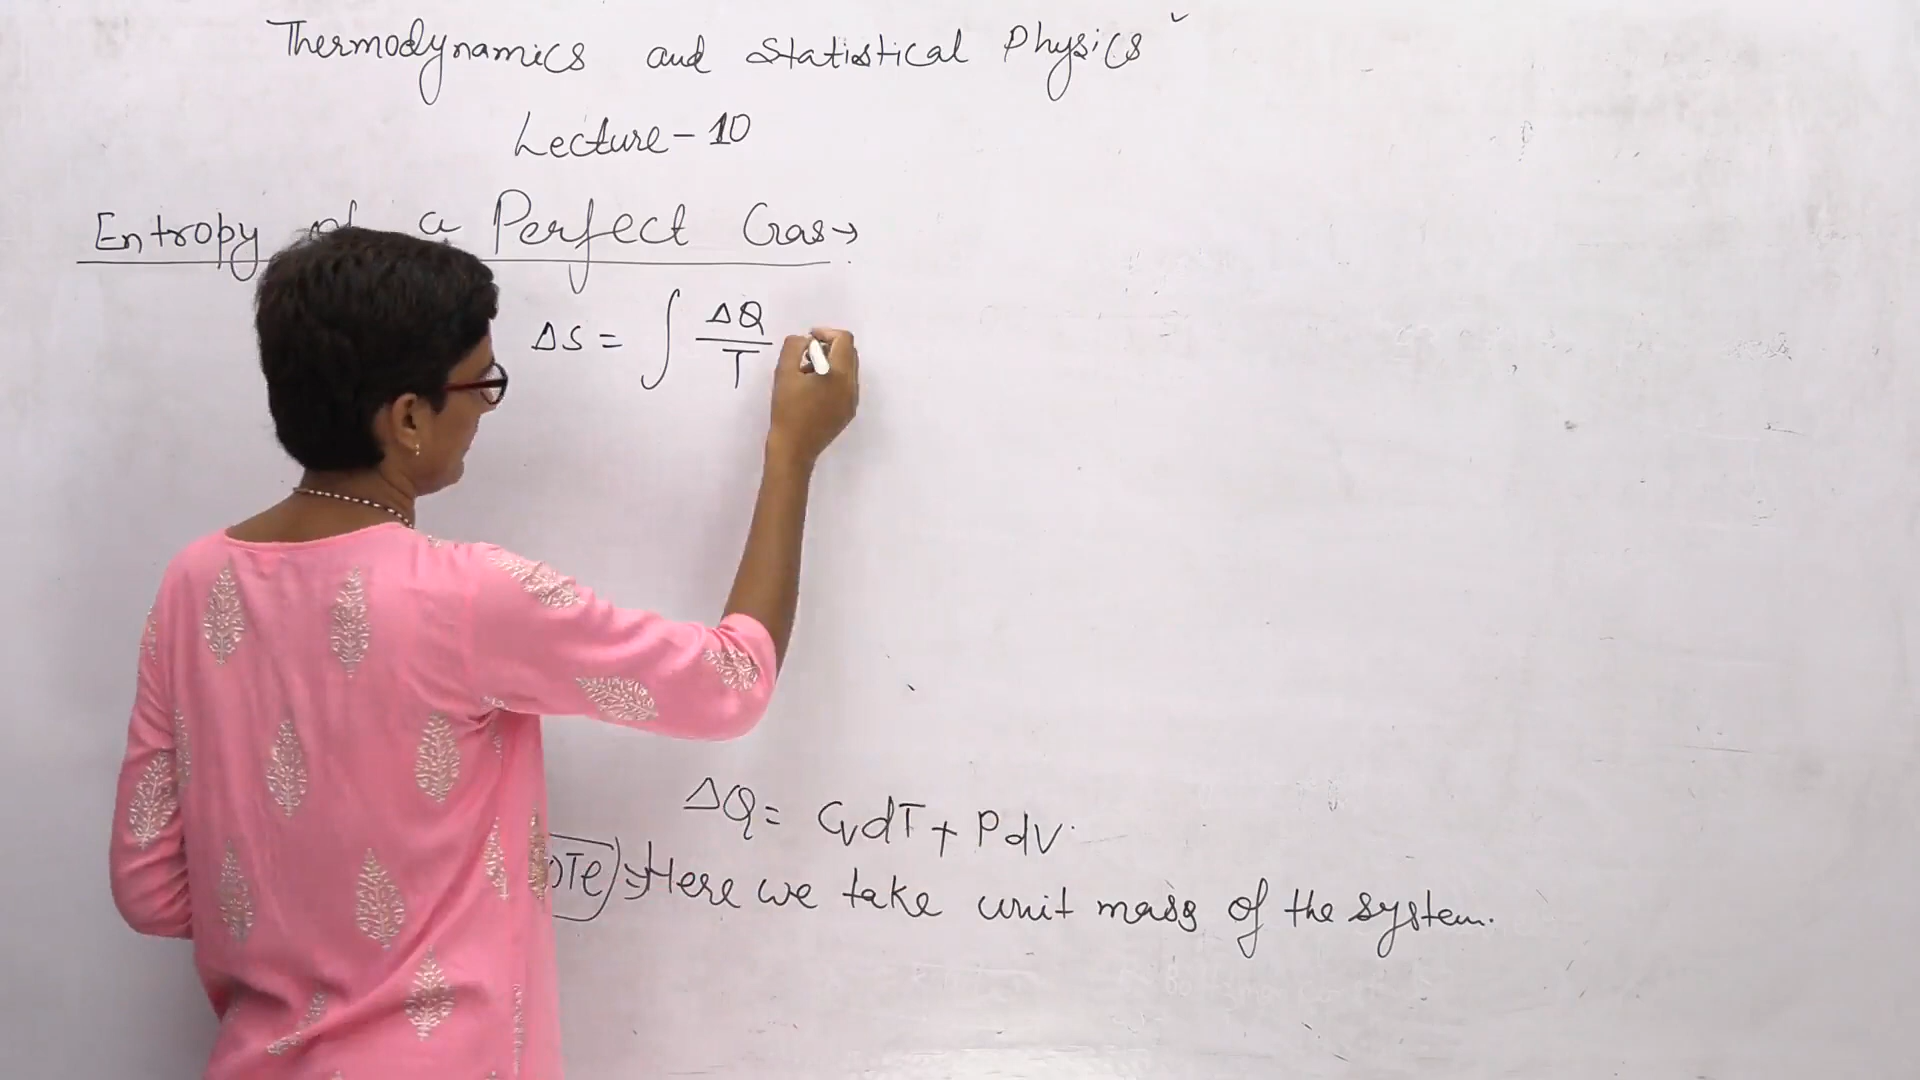 Thermodynamics and Statistical Physics
Lecture - 10
Entropy of a Perfect Gas →
ΔS = ∫ ΔQ / T
ΔQ = CvdT + PdV
:→ Here we take unit mass of the system.